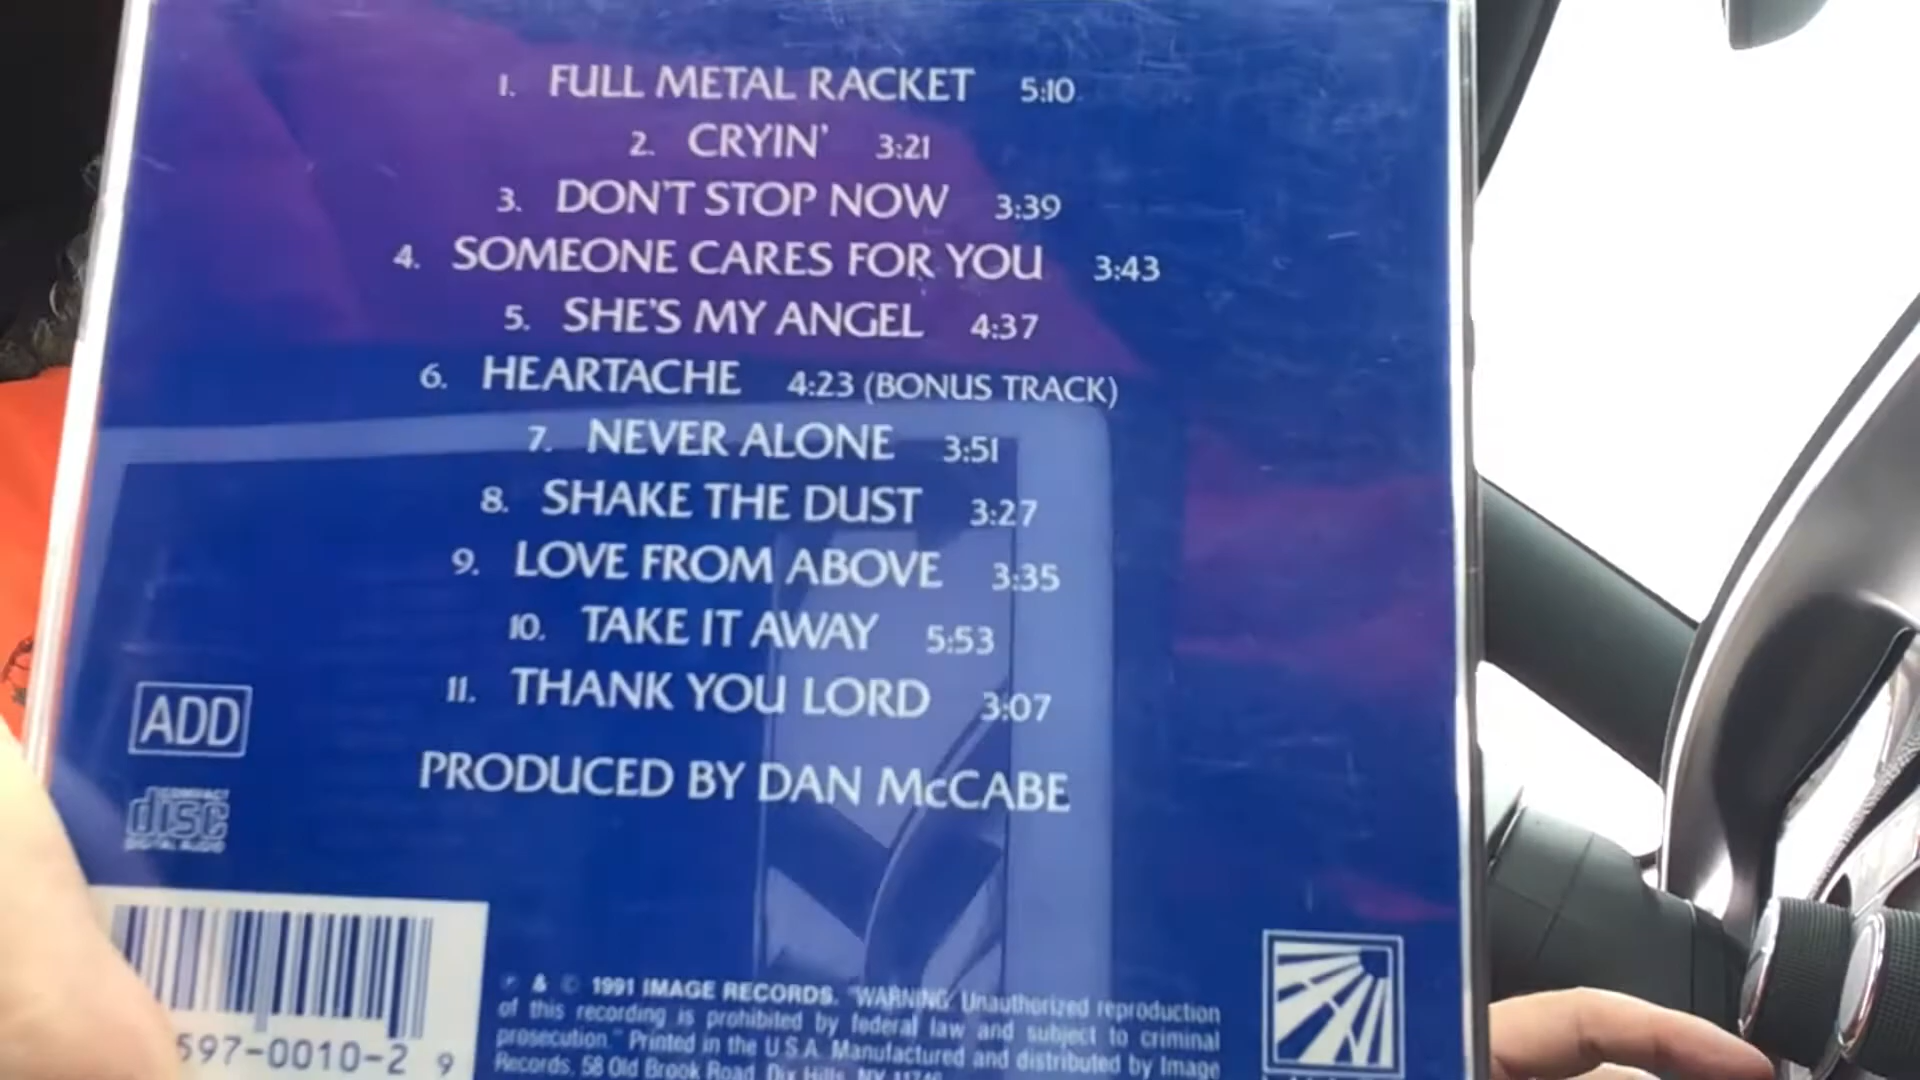 1. FULL METAL RACKET 5:10
2. CRYIN' 3:21
3. DON'T STOP NOW 3:39
4. SOMEONE CARES FOR YOU 3:43
5. SHE'S MY ANGEL 4:37
6. HEARTACHE 4:23 (BONUS TRACK)
7. NEVER ALONE 3:51
8. SHAKE THE DUST 3:27
9. LOVE FROM ABOVE 3:35
10. TAKE IT AWAY 5:53
11. THANK YOU LORD 3:07
ADD
PRODUCED BY DAN McCABE
COMPACT
disc
DIGITAL AUDIO
597-0010-2 9
℗ & © 1991 IMAGE RECORDS. "WARNING: Unauthorized reproduction
of this recording is prohibited by federal law and subject to criminal
prosecution." Printed in the U.S.A. Manufactured and distributed by Image
Records, 58 Old Brook Road, Dix Hills, NY 11746